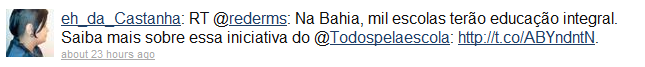 eh_da_Castanha: RT @rederms: Na Bahia, mil escolas terão educação integral.
Saiba mais sobre essa iniciativa do @Todospelaescola: http://t.co/ABYndntN.
about 23 hours ago